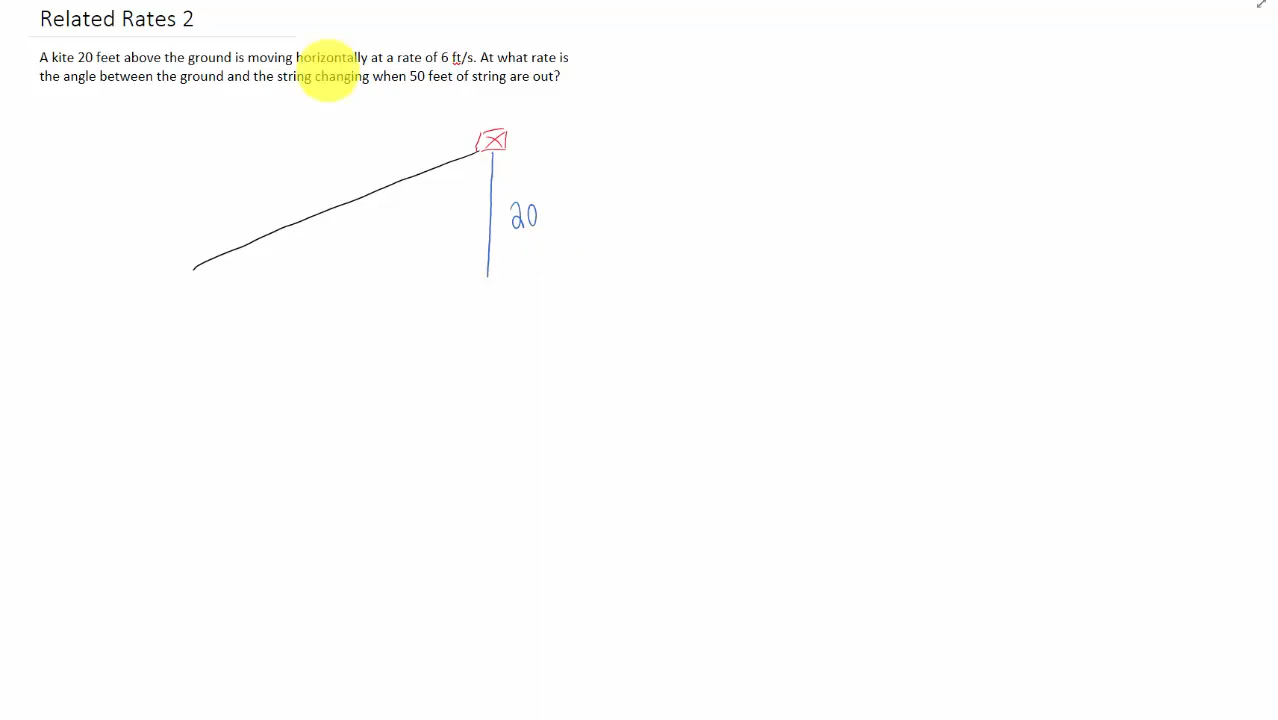 Related Rates 2
A kite 20 feet above the ground is moving horizontally at a rate of 6 ft/s. At what rate is
the angle between the ground and the string changing when 50 feet of string are out?
20